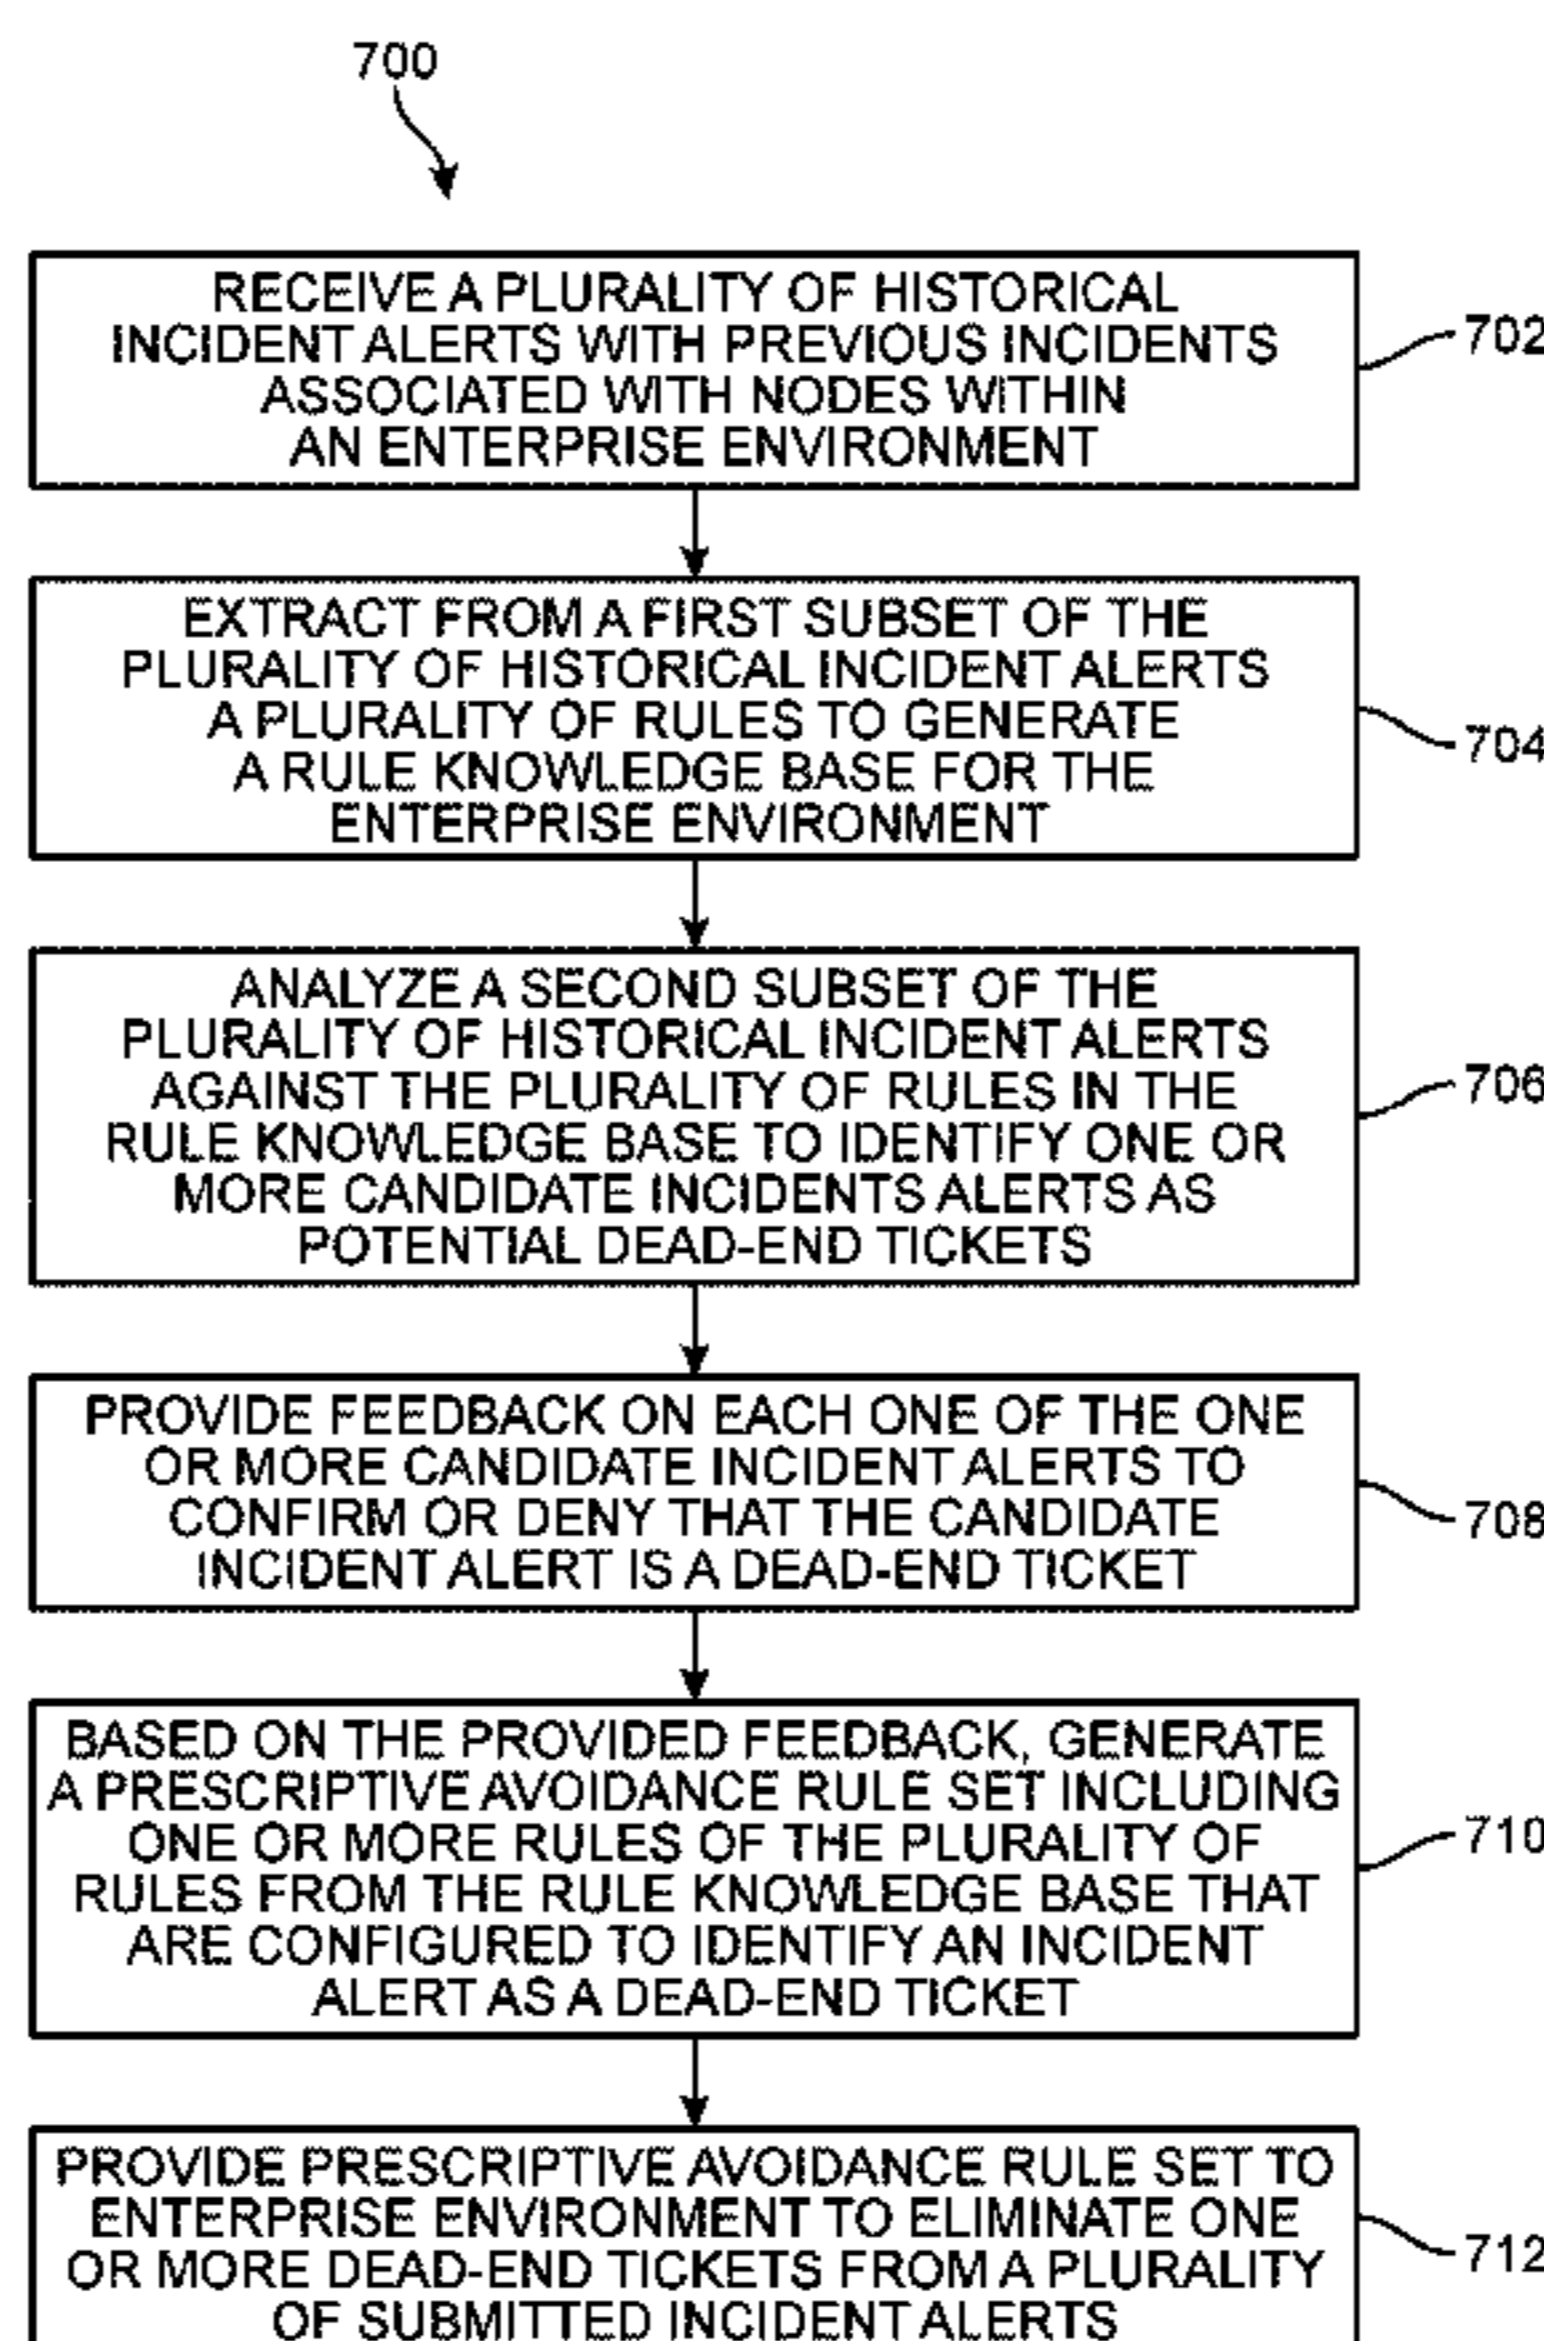 700
RECEIVE A PLURALITY OF HISTORICAL
INCIDENT ALERTS WITH PREVIOUS INCIDENTS
ASSOCIATED WITH NODES WITHIN
AN ENTERPRISE ENVIRONMENT
702
EXTRACT FROM A FIRST SUBSET OF THE
PLURALITY OF HISTORICAL INCIDENT ALERTS
A PLURALITY OF RULES TO GENERATE
A RULE KNOWLEDGE BASE FOR THE
ENTERPRISE ENVIRONMENT
704
ANALYZE A SECOND SUBSET OF THE
PLURALITY OF HISTORICAL INCIDENT ALERTS
AGAINST THE PLURALITY OF RULES IN THE
RULE KNOWLEDGE BASE TO IDENTIFY ONE OR
MORE CANDIDATE INCIDENTS ALERTS AS
POTENTIAL DEAD-END TICKETS
706
PROVIDE FEEDBACK ON EACH ONE OF THE ONE
OR MORE CANDIDATE INCIDENT ALERTS TO
CONFIRM OR DENY THAT THE CANDIDATE
INCIDENT ALERT IS A DEAD-END TICKET
708
BASED ON THE PROVIDED FEEDBACK, GENERATE
A PRESCRIPTIVE AVOIDANCE RULE SET INCLUDING
ONE OR MORE RULES OF THE PLURALITY OF
RULES FROM THE RULE KNOWLEDGE BASE THAT
ARE CONFIGURED TO IDENTIFY AN INCIDENT
ALERT AS A DEAD-END TICKET
710
PROVIDE PRESCRIPTIVE AVOIDANCE RULE SET TO
ENTERPRISE ENVIRONMENT TO ELIMINATE ONE
OR MORE DEAD-END TICKETS FROM A PLURALITY
OF SUBMITTED INCIDENT ALERTS
712